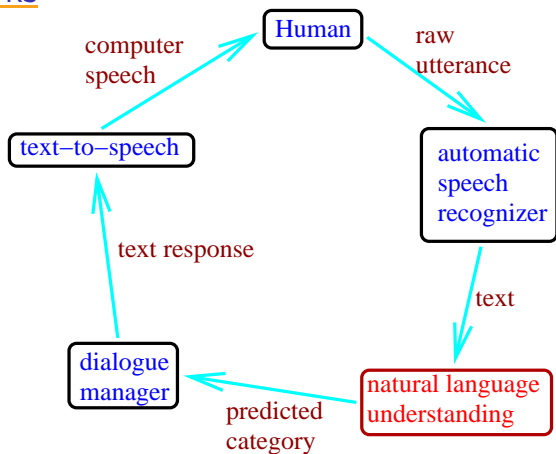 Human
computer
speech
raw
utterance
text−to−speech
automatic
speech
recognizer
text response
text
dialogue
manager
natural language
understanding
predicted
category